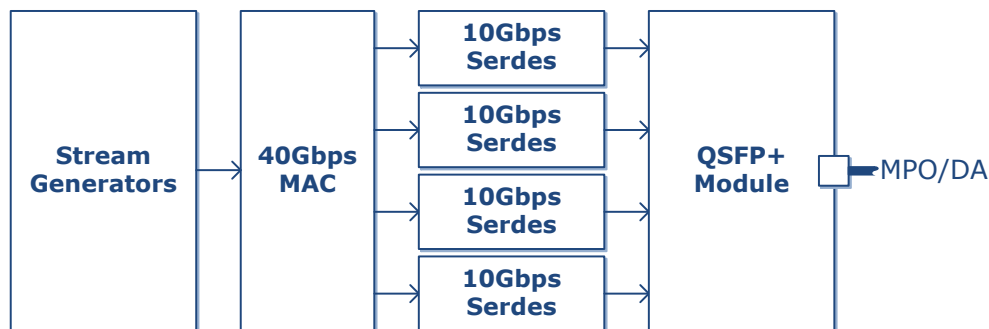 Stream
Generators
40Gbps
MAC
10Gbps
Serdes
10Gbps
Serdes
10Gbps
Serdes
10Gbps
Serdes
QSFP+
Module
MPO/DA